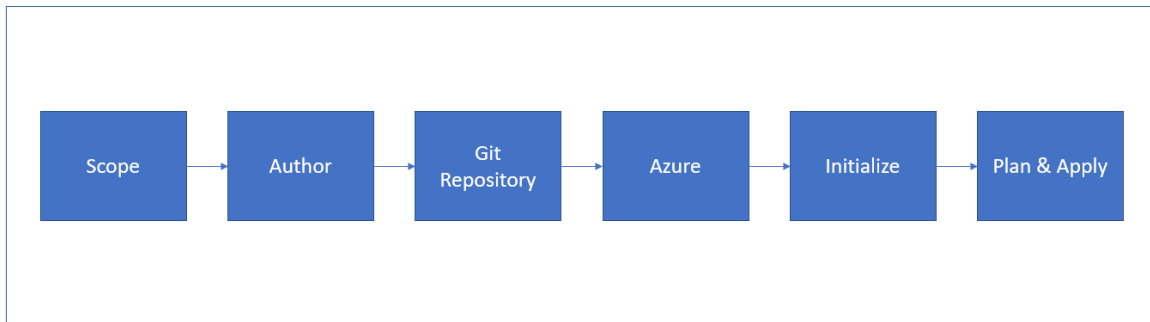 Scope
Author
Git
Repository
Azure
Initialize
Plan & Apply